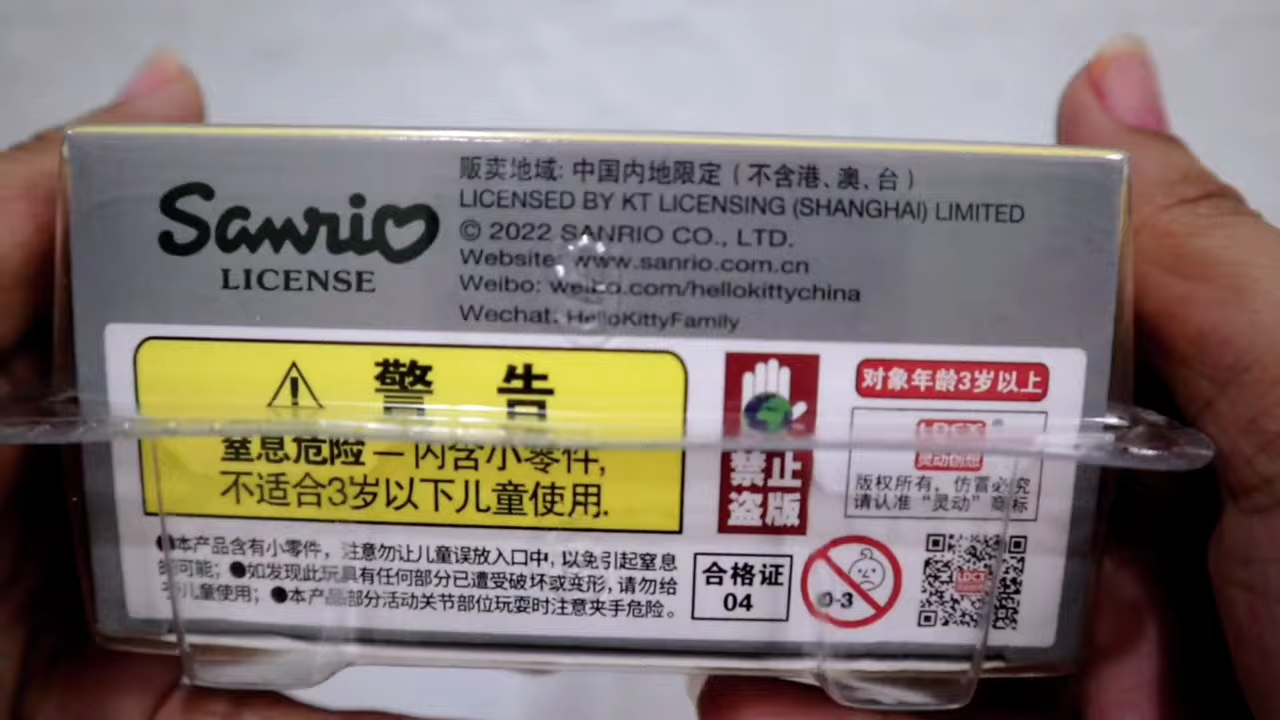 Sanrio
LICENSE
贩卖地域: 中国内地限定 ( 不含港、澳、台 )
LICENSED BY KT LICENSING (SHANGHAI) LIMITED
© 2022 SANRIO CO., LTD.
Website: www.sanrio.com.cn
Weibo: weibo.com/hellokittychina
Wechat: HelloKittyFamily
警 告
窒息危险 — 内含小零件,
不适合3岁以下儿童使用.
禁止
盗版
对象年龄3岁以上
LDCX
灵动创想
版权所有, 仿冒必究
请认准 “灵动” 商标
●本产品含有小零件，注意勿让儿童误放入口中, 以免引起窒息
的可能；●如发现此玩具有任何部分已遭受破坏或变形, 请勿给
予儿童使用；●本产品部分活动关节部位玩耍时注意夹手危险。
合格证
04
0-3
LDCX